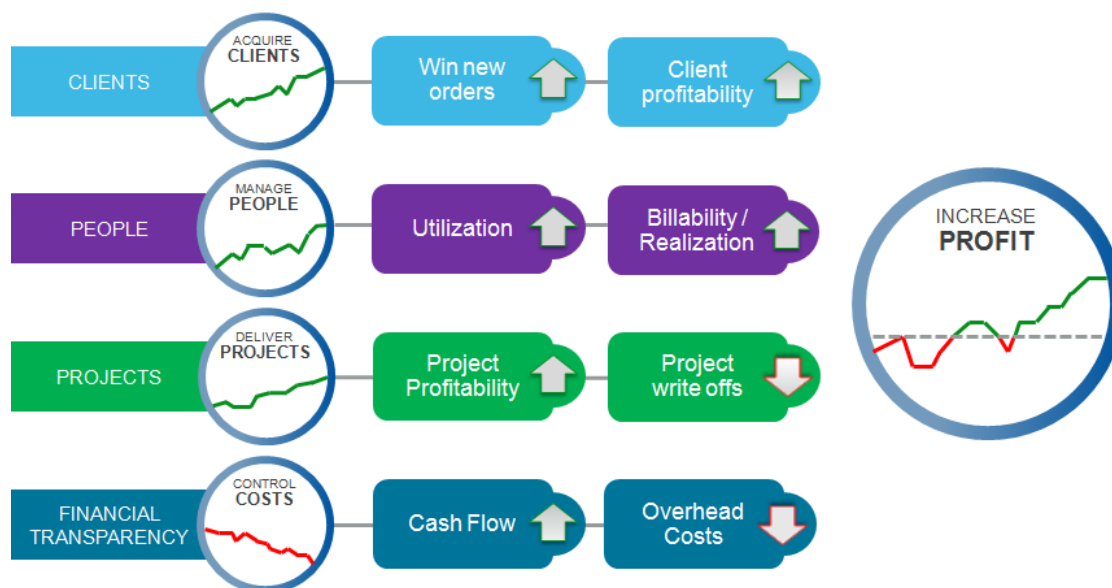 CLIENTS
ACQUIRE
CLIENTS
Win new
orders
Client
profitability
PEOPLE
MANAGE
PEOPLE
Utilization
Billability /
Realization
INCREASE
PROFIT
PROJECTS
DELIVER
PROJECTS
Project
Profitability
Project
write offs
FINANCIAL
TRANSPARENCY
CONTROL
COSTS
Cash Flow
Overhead
Costs